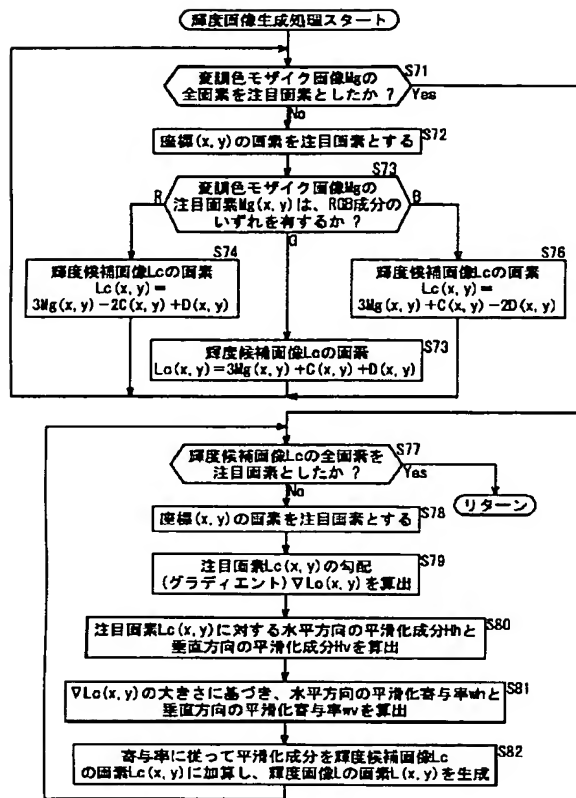 輝度画像生成処理スタート
S71
変調色モザイク画像Mgの
全画素を注目画素としたか ?
Yes
No
S72
座標(x, y)の画素を注目画素とする
S73
変調色モザイク画像Mgの
注目画素Mg(x, y)は、RGB成分の
いずれを有するか ?
R
B
G
S74
輝度候補画像Lcの画素
Lc(x, y)=
3Mg(x, y)-2C(x, y)+D(x, y)
S76
輝度候補画像Lcの画素
Lc(x, y)=
3Mg(x, y)+C(x, y)-2D(x, y)
S73
輝度候補画像Lcの画素
Lc(x, y)=3Mg(x, y)+C(x, y)+D(x, y)
S77
輝度候補画像Lcの全画素を
注目画素としたか ?
Yes
No
リターン
S78
座標(x, y)の画素を注目画素とする
S79
注目画素Lc(x, y)の勾配
(グラディエント)∇Lc(x, y)を算出
S80
注目画素Lc(x, y)に対する水平方向の平滑化成分Hhと
垂直方向の平滑化成分Hvを算出
S81
∇Lc(x, y)の大きさに基づき、水平方向の平滑化寄与率whと
垂直方向の平滑化寄与率wvを算出
S82
寄与率に従って平滑化成分を輝度候補画像Lc
の画素Lc(x, y)に加算し、輝度画像Lの画素L(x, y)を生成